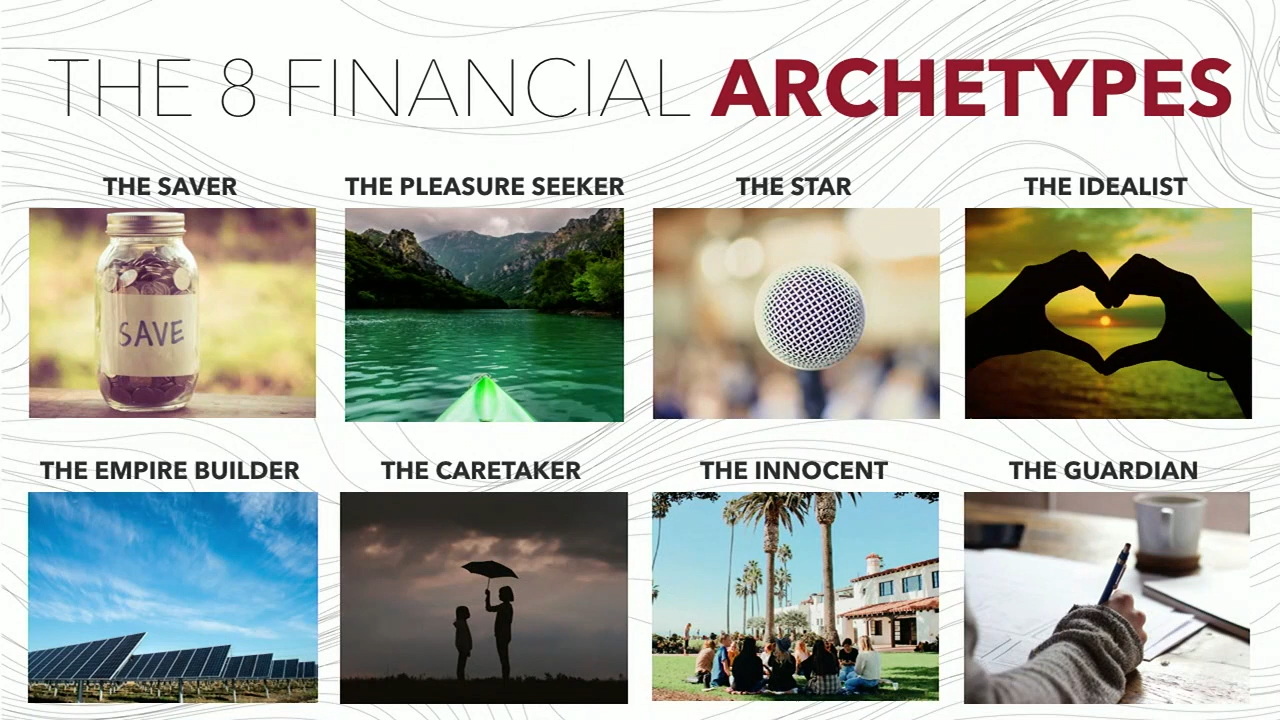 THE 8 FINANCIAL ARCHETYPES
THE SAVER
THE PLEASURE SEEKER
THE STAR
THE IDEALIST
SAVE
THE EMPIRE BUILDER
THE CARETAKER
THE INNOCENT
THE GUARDIAN